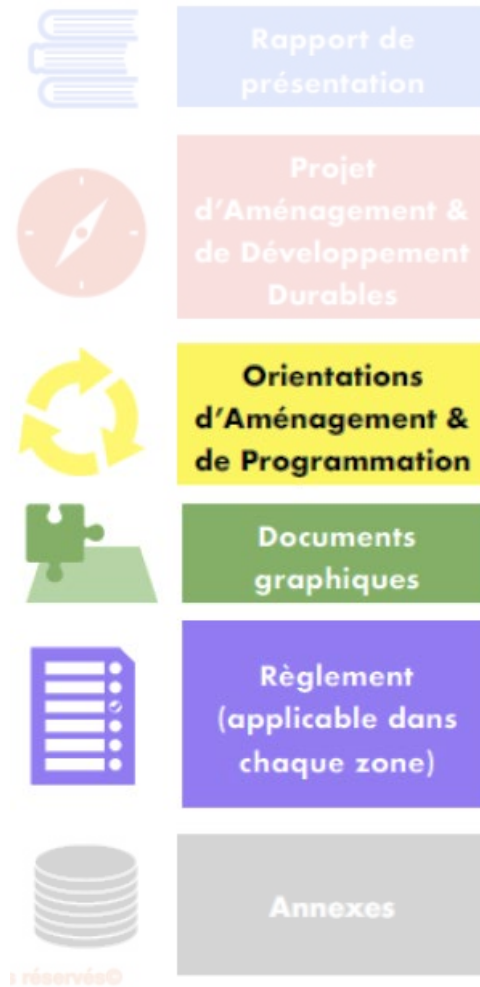 Rapport de
présentation
Projet
d'Aménagement &
de Développement
Durables
Orientations
d'Aménagement &
de Programmation
Documents
graphiques
Règlement
(applicable dans
chaque zone)
Annexes
s réservés©